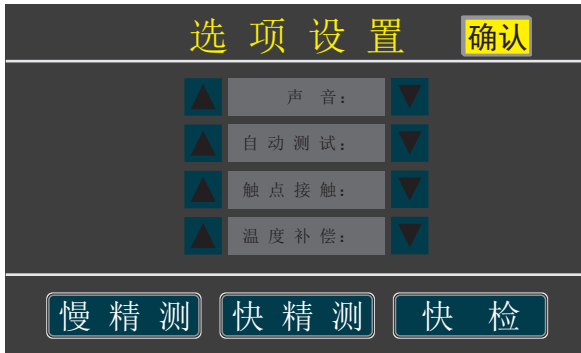 选项设置 确认
声音：
自动测试：
触点接触：
温度补偿：
慢精测 快精测 快检